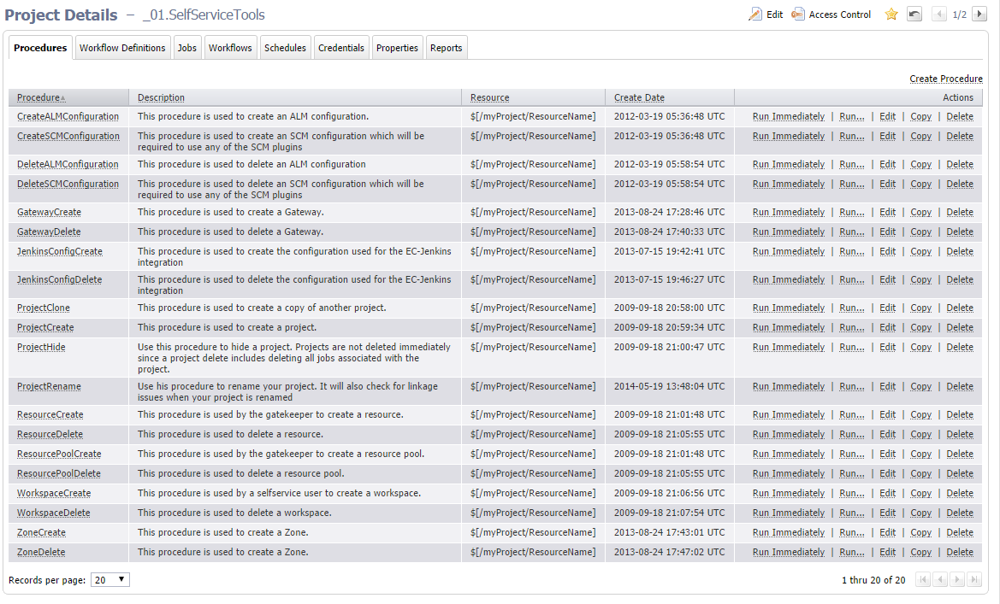 Project Details – _01.SelfServiceTools Edit Access Control 1/2
Procedures Workflow Definitions Jobs Workflows Schedules Credentials Properties Reports
Create Procedure
Procedure Description Resource Create Date Actions
CreateALMConfiguration This procedure is used to create an ALM configuration. $[/myProject/ResourceName] 2012-03-19 05:36:48 UTC Run Immediately | Run... | Edit | Copy | Delete
CreateSCMConfiguration This procedure is used to create an SCM configuration which will be $[/myProject/ResourceName] 2012-03-19 05:36:48 UTC Run Immediately | Run... | Edit | Copy | Delete
required to use any of the SCM plugins
DeleteALMConfiguration This procedure is used to delete an ALM configuration $[/myProject/ResourceName] 2012-03-19 05:58:54 UTC Run Immediately | Run... | Edit | Copy | Delete
DeleteSCMConfiguration This procedure is used to delete an SCM configuration which will be $[/myProject/ResourceName] 2012-03-19 05:58:54 UTC Run Immediately | Run... | Edit | Copy | Delete
required to use any of the SCM plugins
GatewayCreate This procedure is used to create a Gateway. $[/myProject/ResourceName] 2013-08-24 17:28:46 UTC Run Immediately | Run... | Edit | Copy | Delete
GatewayDelete This procedure is used to delete a Gateway. $[/myProject/ResourceName] 2013-08-24 17:40:33 UTC Run Immediately | Run... | Edit | Copy | Delete
JenkinsConfigCreate This procedure is used to create the configuration used for the EC-Jenkins $[/myProject/ResourceName] 2013-07-15 19:42:41 UTC Run Immediately | Run... | Edit | Copy | Delete
integration
JenkinsConfigDelete This procedure is used to delete the configuration used for the EC-Jenkins $[/myProject/ResourceName] 2013-07-15 19:46:27 UTC Run Immediately | Run... | Edit | Copy | Delete
integration
ProjectClone This procedure is used to create a copy of another project. $[/myProject/ResourceName] 2009-09-18 20:58:00 UTC Run Immediately | Run... | Edit | Copy | Delete
ProjectCreate This procedure is used to create a project. $[/myProject/ResourceName] 2009-09-18 20:59:34 UTC Run Immediately | Run... | Edit | Copy | Delete
ProjectHide Use this procedure to hide a project. Projects are not deleted immediately $[/myProject/ResourceName] 2009-09-18 21:00:47 UTC Run Immediately | Run... | Edit | Copy | Delete
since a project delete includes deleting all jobs associated with the
project.
ProjectRename Use his procedure to rename your project. It will also check for linkage $[/myProject/ResourceName] 2014-05-19 13:48:04 UTC Run Immediately | Run... | Edit | Copy | Delete
issues when your project is renamed
ResourceCreate This procedure is used by the gatekeeper to create a resource. $[/myProject/ResourceName] 2009-09-18 21:01:48 UTC Run Immediately | Run... | Edit | Copy | Delete
ResourceDelete This procedure is used to delete a resource. $[/myProject/ResourceName] 2009-09-18 21:05:55 UTC Run Immediately | Run... | Edit | Copy | Delete
ResourcePoolCreate This procedure is used by the gatekeeper to create a resource pool. $[/myProject/ResourceName] 2009-09-18 21:01:48 UTC Run Immediately | Run... | Edit | Copy | Delete
ResourcePoolDelete This procedure is used to delete a resource pool. $[/myProject/ResourceName] 2009-09-18 21:05:55 UTC Run Immediately | Run... | Edit | Copy | Delete
WorkspaceCreate This procedure is used by a selfservice user to create a workspace. $[/myProject/ResourceName] 2009-09-18 21:06:56 UTC Run Immediately | Run... | Edit | Copy | Delete
WorkspaceDelete This procedure is used to delete a workspace. $[/myProject/ResourceName] 2009-09-18 21:07:54 UTC Run Immediately | Run... | Edit | Copy | Delete
ZoneCreate This procedure is used to create a Zone. $[/myProject/ResourceName] 2013-08-24 17:43:01 UTC Run Immediately | Run... | Edit | Copy | Delete
ZoneDelete This procedure is used to create a Zone. $[/myProject/ResourceName] 2013-08-24 17:47:02 UTC Run Immediately | Run... | Edit | Copy | Delete
Records per page: 20 1 thru 20 of 20